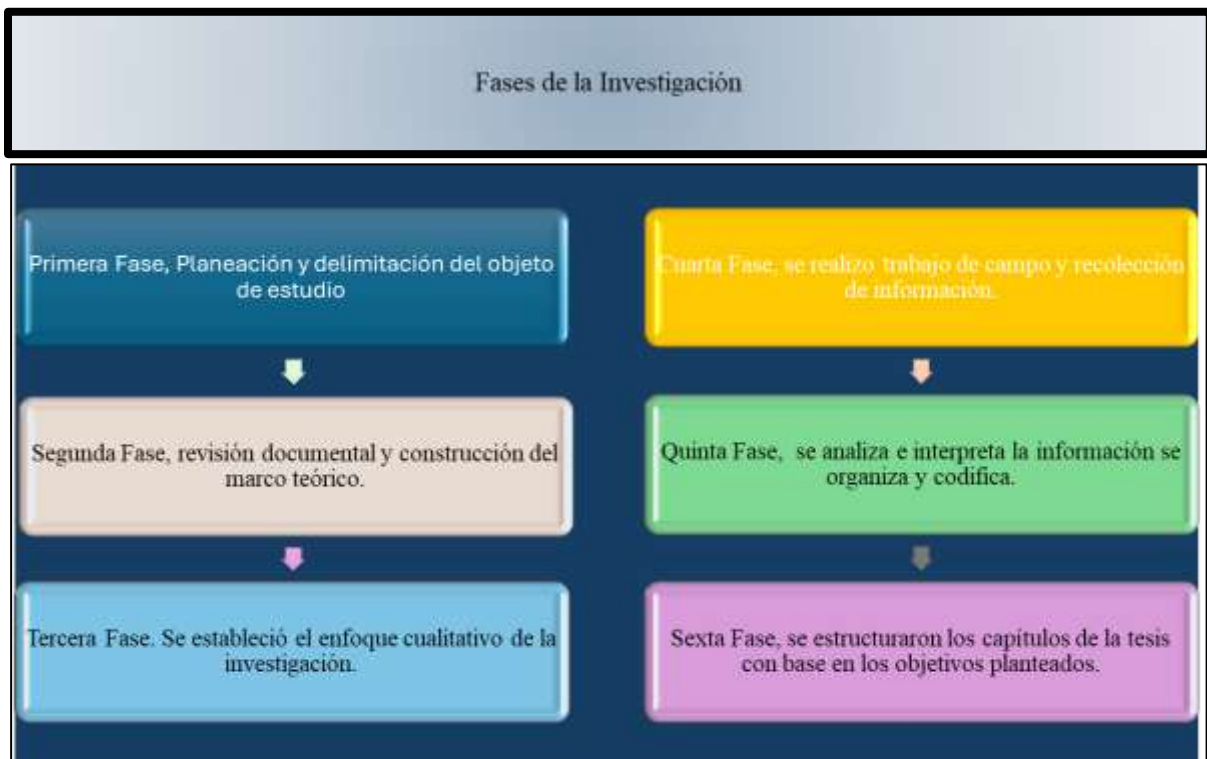 Fases de la Investigación
Primera Fase, Planeación y delimitación del objeto
de estudio
Segunda Fase, revisión documental y construcción del
marco teórico.
Tercera Fase. Se estableció el enfoque cualitativo de la
investigación.
Cuarta Fase, se realizo trabajo de campo y recolección
de información.
Quinta Fase, se analiza e interpreta la información se
organiza y codifica.
Sexta Fase, se estructuraron los capítulos de la tesis
con base en los objetivos planteados.